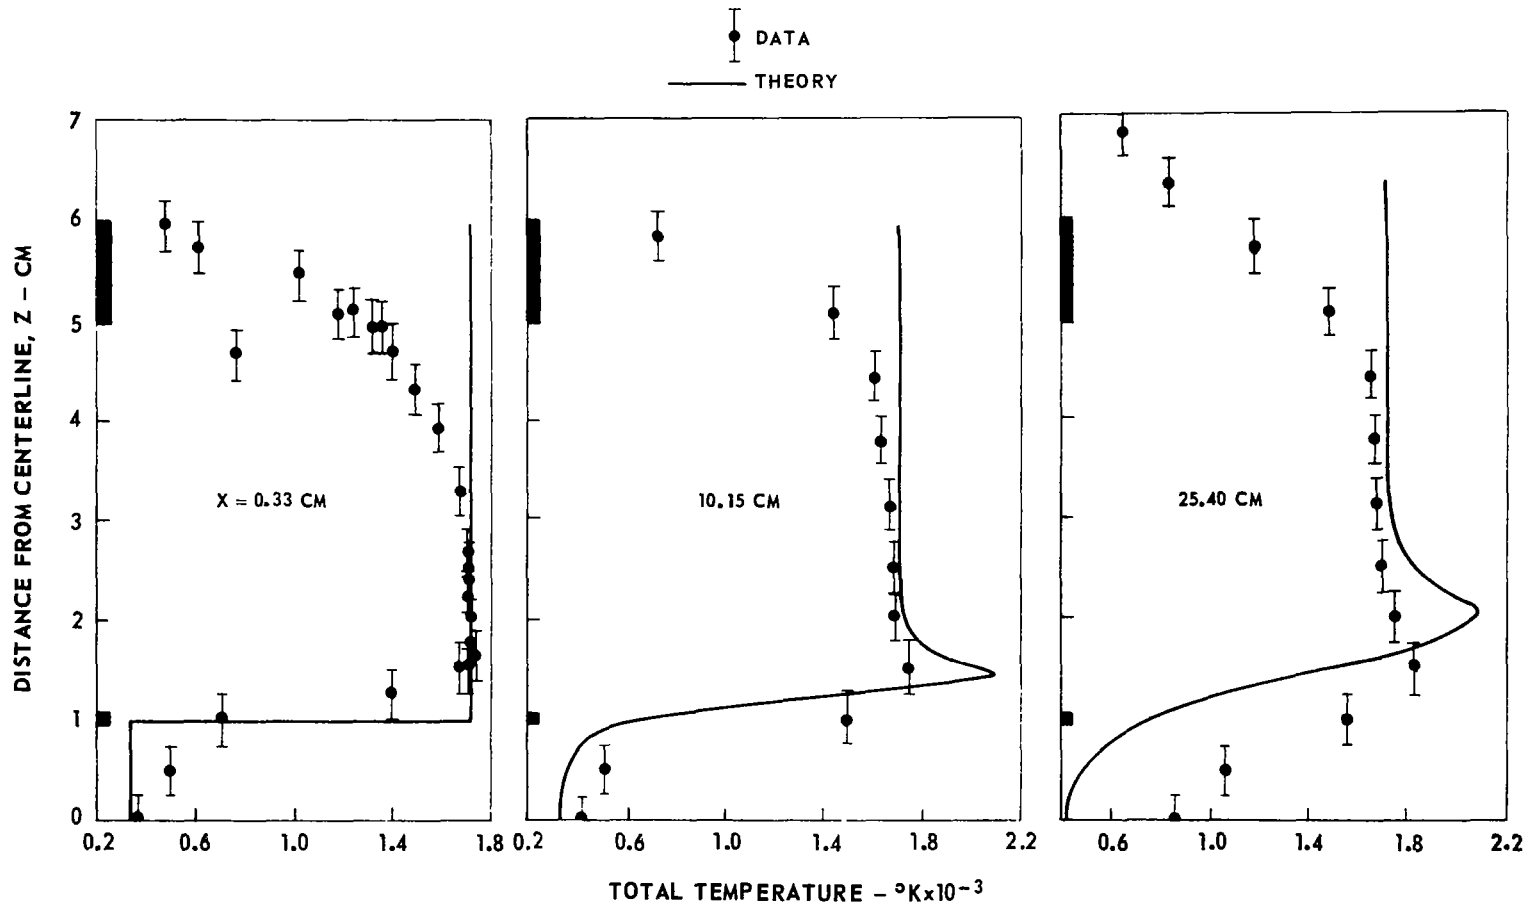 DATA
THEORY
DISTANCE FROM CENTERLINE, Z – CM
7
6
5
4
3
2
1
0
X = 0.33 CM
10.15 CM
25.40 CM
0.2 0.6 1.0 1.4 1.8
0.2 0.6 1.0 1.4 1.8 2.2
0.6 1.0 1.4 1.8 2.2
TOTAL TEMPERATURE – °Kx10⁻³